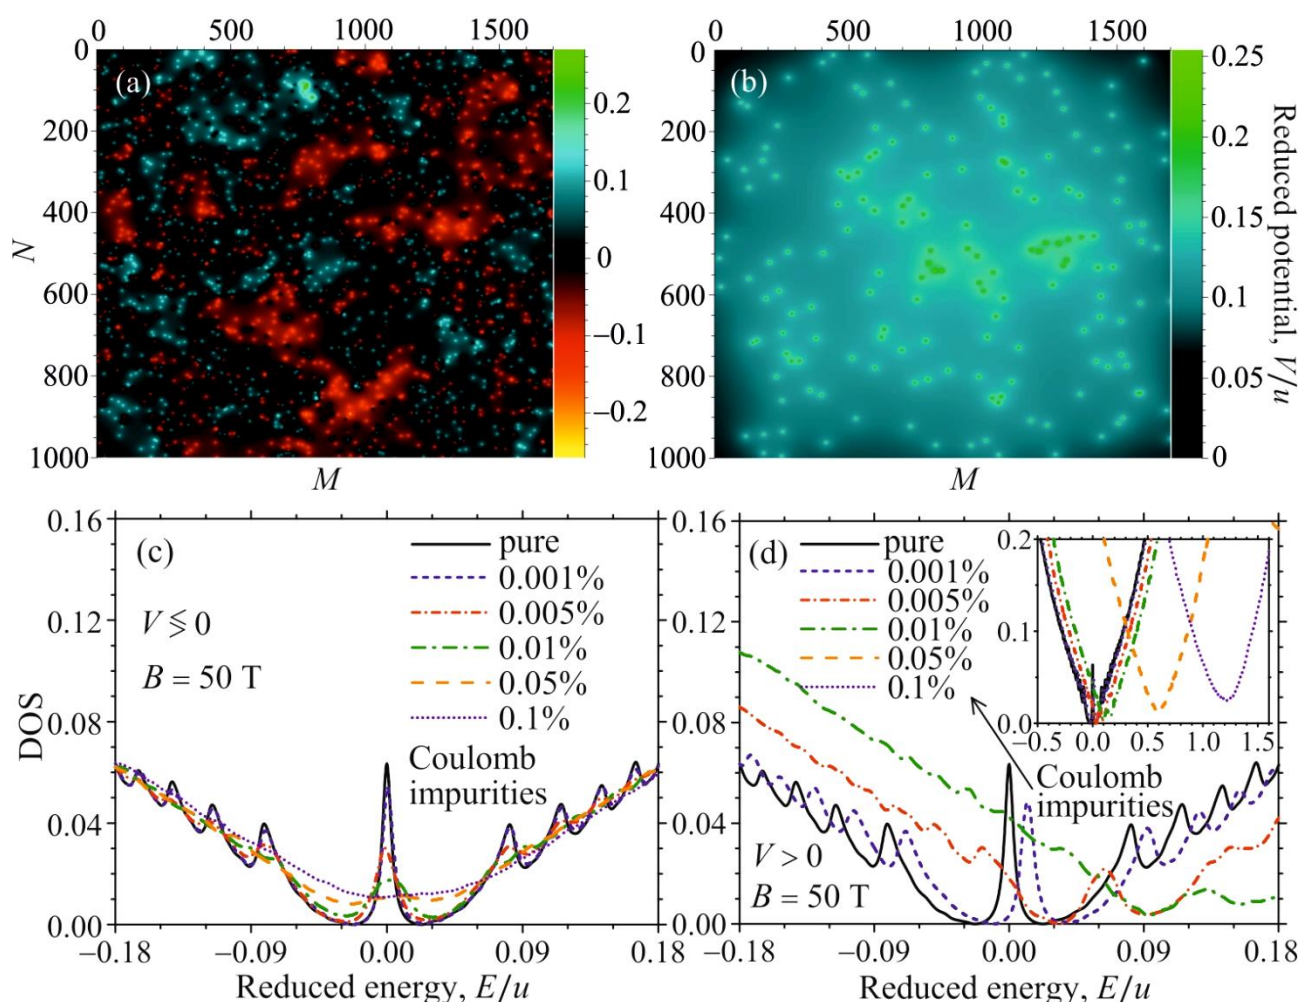 0 500 1000 1500
0 500 1000 1500
(a)
0
200
400
600
800
1000
N
M
0.2
0.1
0
−0.1
−0.2
(b)
0
200
400
600
800
1000
M
0.25
0.2
0.15
0.1
0.05
0
Reduced potential, V/u
(c)
0.16
0.12
0.08
0.04
0.00
DOS
V ≶ 0
B = 50 T
pure
0.001%
0.005%
0.01%
0.05%
0.1%
Coulomb
impurities
−0.18 −0.09 0.00 0.09 0.18
Reduced energy, E/u
(d)
0.16
0.12
0.08
0.04
0.00
pure
0.001%
0.005%
0.01%
0.05%
0.1%
Coulomb
impurities
V > 0
B = 50 T
0.2
0.1
0.0
−0.5 0.0 0.5 1.0 1.5
−0.18 −0.09 0.00 0.09 0.18
Reduced energy, E/u